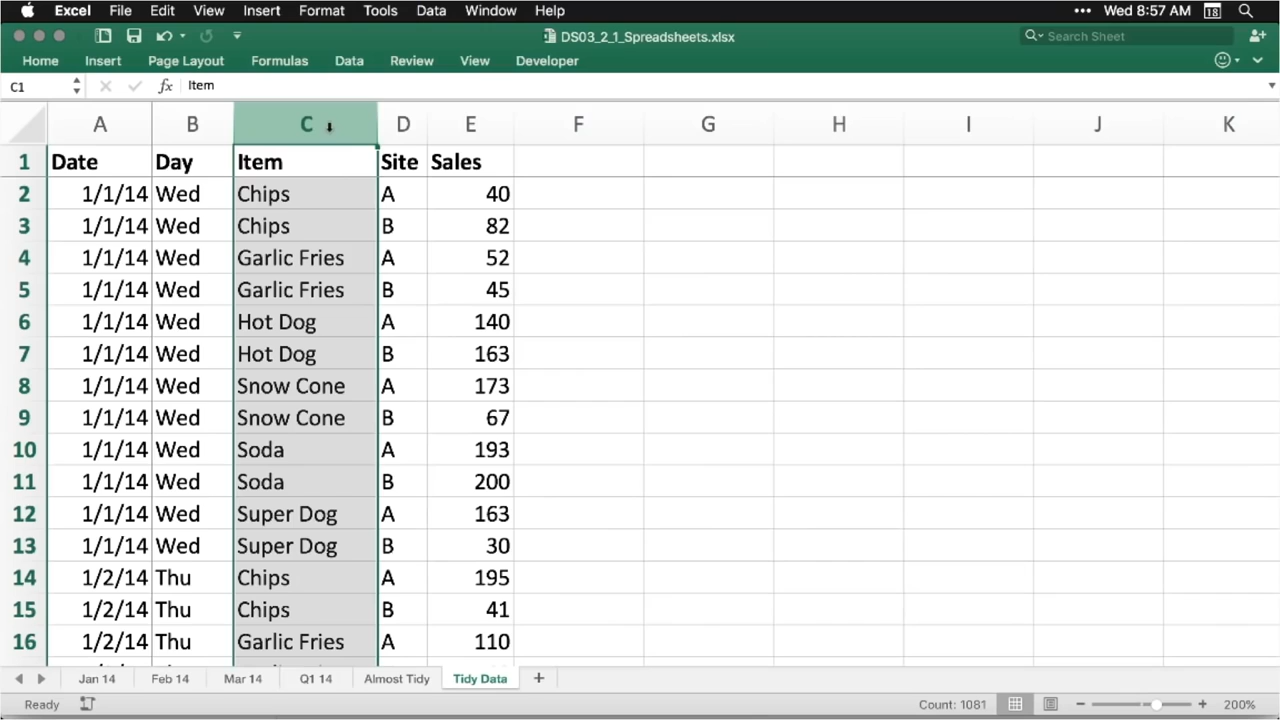 Excel File Edit View Insert Format Tools Data Window Help ••• Wed 8:57 AM 18
DS03_2_1_Spreadsheets.xlsx Search Sheet
Home Insert Page Layout Formulas Data Review View Developer
C1 fx Item
A B C D E F G H I J K
1 Date Day Item Site Sales
2 1/1/14 Wed Chips A 40
3 1/1/14 Wed Chips B 82
4 1/1/14 Wed Garlic Fries A 52
5 1/1/14 Wed Garlic Fries B 45
6 1/1/14 Wed Hot Dog A 140
7 1/1/14 Wed Hot Dog B 163
8 1/1/14 Wed Snow Cone A 173
9 1/1/14 Wed Snow Cone B 67
10 1/1/14 Wed Soda A 193
11 1/1/14 Wed Soda B 200
12 1/1/14 Wed Super Dog A 163
13 1/1/14 Wed Super Dog B 30
14 1/2/14 Thu Chips A 195
15 1/2/14 Thu Chips B 41
16 1/2/14 Thu Garlic Fries A 110
Jan 14 Feb 14 Mar 14 Q1 14 Almost Tidy Tidy Data +
Ready Count: 1081 − + 200%